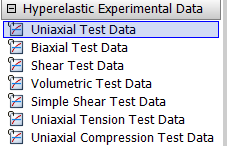 Hyperelastic Experimental Data
Uniaxial Test Data
Biaxial Test Data
Shear Test Data
Volumetric Test Data
Simple Shear Test Data
Uniaxial Tension Test Data
Uniaxial Compression Test Data